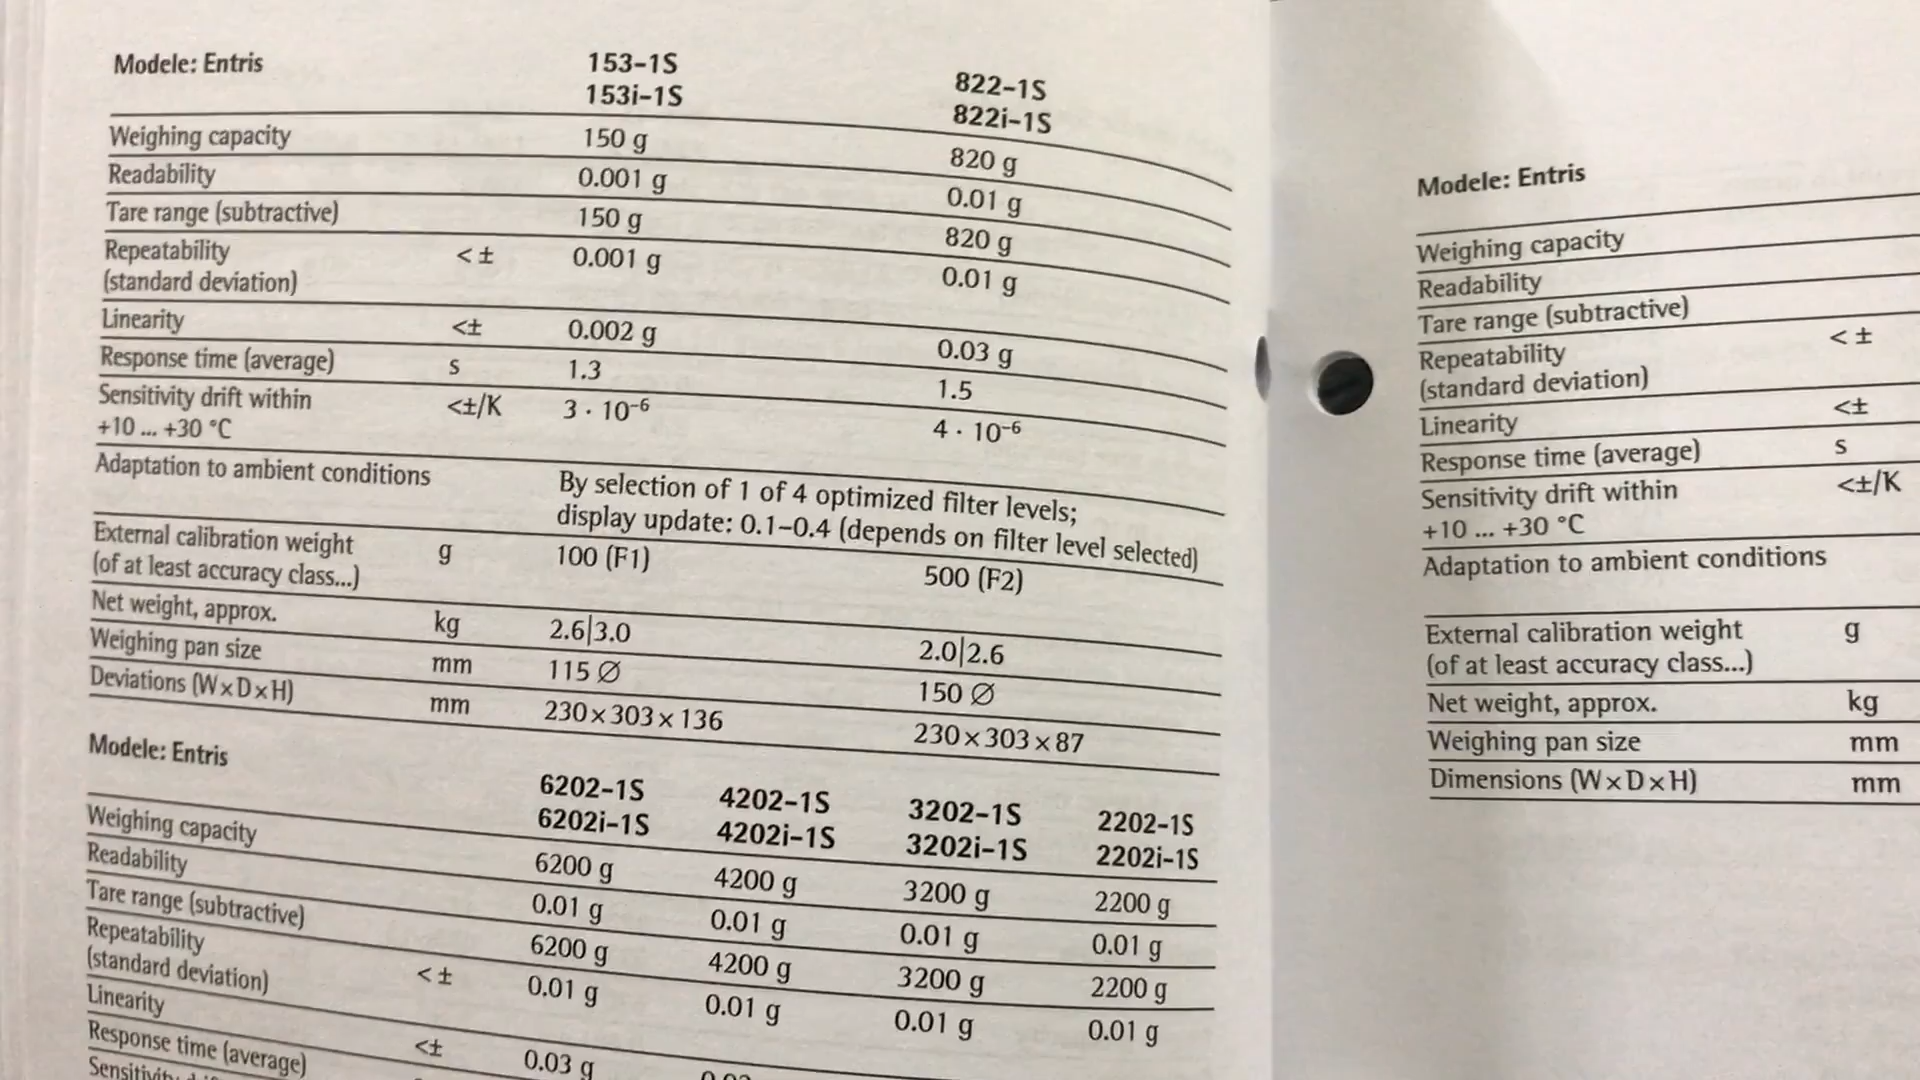 Modele: Entris 153-1S 822-1S
153i-1S 822i-1S
Weighing capacity 150 g 820 g
Readability 0.001 g 0.01 g
Tare range (subtractive) 150 g 820 g
Repeatability <± 0.001 g 0.01 g
(standard deviation)
Linearity <± 0.002 g 0.03 g
Response time (average) s 1.3 1.5
Sensitivity drift within <±/K 3 · 10⁻⁶ 4 · 10⁻⁶
+10 ... +30 °C
Adaptation to ambient conditions By selection of 1 of 4 optimized filter levels;
display update: 0.1–0.4 (depends on filter level selected)
External calibration weight g 100 (F1) 500 (F2)
(of at least accuracy class...)
Net weight, approx. kg 2.6|3.0 2.0|2.6
Weighing pan size mm 115 Ø 150 Ø
Deviations (W×D×H) mm 230×303×136 230×303×87
Modele: Entris 6202-1S 4202-1S 3202-1S 2202-1S
6202i-1S 4202i-1S 3202i-1S 2202i-1S
Weighing capacity 6200 g 4200 g 3200 g 2200 g
Readability 0.01 g 0.01 g 0.01 g 0.01 g
Tare range (subtractive) 6200 g 4200 g 3200 g 2200 g
Repeatability <± 0.01 g 0.01 g 0.01 g 0.01 g
(standard deviation)
Linearity <± 0.03 g
Response time (average)
Modele: Entris
Weighing capacity
Readability
Tare range (subtractive)
Repeatability <±
(standard deviation)
Linearity <±
Response time (average) s
Sensitivity drift within <±/K
+10 ... +30 °C
Adaptation to ambient conditions
External calibration weight g
(of at least accuracy class...)
Net weight, approx. kg
Weighing pan size mm
Dimensions (W×D×H) mm